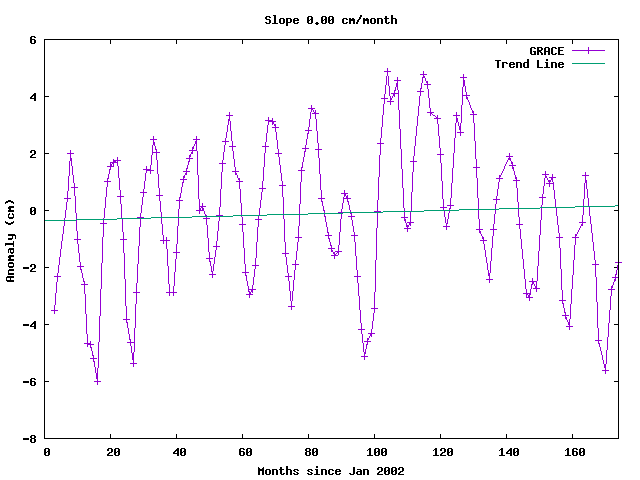 Slope 0.00 cm/month
GRACE
Trend Line
6
4
2
0
-2
-4
-6
-8
Anomaly (cm)
0 20 40 60 80 100 120 140 160
Months since Jan 2002